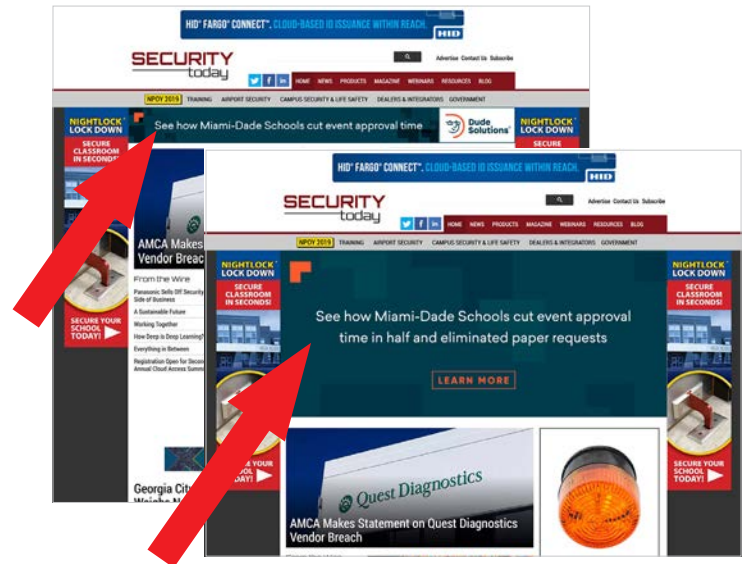 HID® FARGO® CONNECT™. CLOUD-BASED ID ISSUANCE WITHIN REACH.
HID
SECURITY
today
Advertise Contact Us Subscribe
HOME NEWS PRODUCTS MAGAZINE WEBINARS RESOURCES BLOG
NPOY 2019 TRAINING AIRPORT SECURITY CAMPUS SECURITY & LIFE SAFETY DEALERS & INTEGRATORS GOVERNMENT
NIGHTLOCK
LOCK DOWN
SECURE
CLASSROOM
IN SECONDS!
SECURE YOUR
SCHOOL
TODAY!
See how Miami-Dade Schools cut event approval time
Dude
Solutions
NIGHTLOCK
LOCK DOWN
SECURE
AMCA Makes
Vendor Breac
From the Wire
Panasonic Sells Off Security
Side of Business
A Sustainable Future
Working Together
How Deep is Deep Learning?
Everything in Between
Registration Open for Secon
Annual Cloud Access Summ
Georgia Cit
HID® FARGO® CONNECT™. CLOUD-BASED ID ISSUANCE WITHIN REACH.
HID
SECURITY
today
Advertise Contact Us Subscribe
HOME NEWS PRODUCTS MAGAZINE WEBINARS RESOURCES BLOG
NPOY 2019 TRAINING AIRPORT SECURITY CAMPUS SECURITY & LIFE SAFETY DEALERS & INTEGRATORS GOVERNMENT
NIGHTLOCK
LOCK DOWN
SECURE
CLASSROOM
IN SECONDS!
SECURE YOUR
SCHOOL
TODAY!
See how Miami-Dade Schools cut event approval
time in half and eliminated paper requests
LEARN MORE
NIGHTLOCK
LOCK DOWN
SECURE
CLASSROOM
IN SECONDS!
SECURE YOUR
SCHOOL
TODAY!
Quest Diagnostics
AMCA Makes Statement on Quest Diagnostics
Vendor Breach